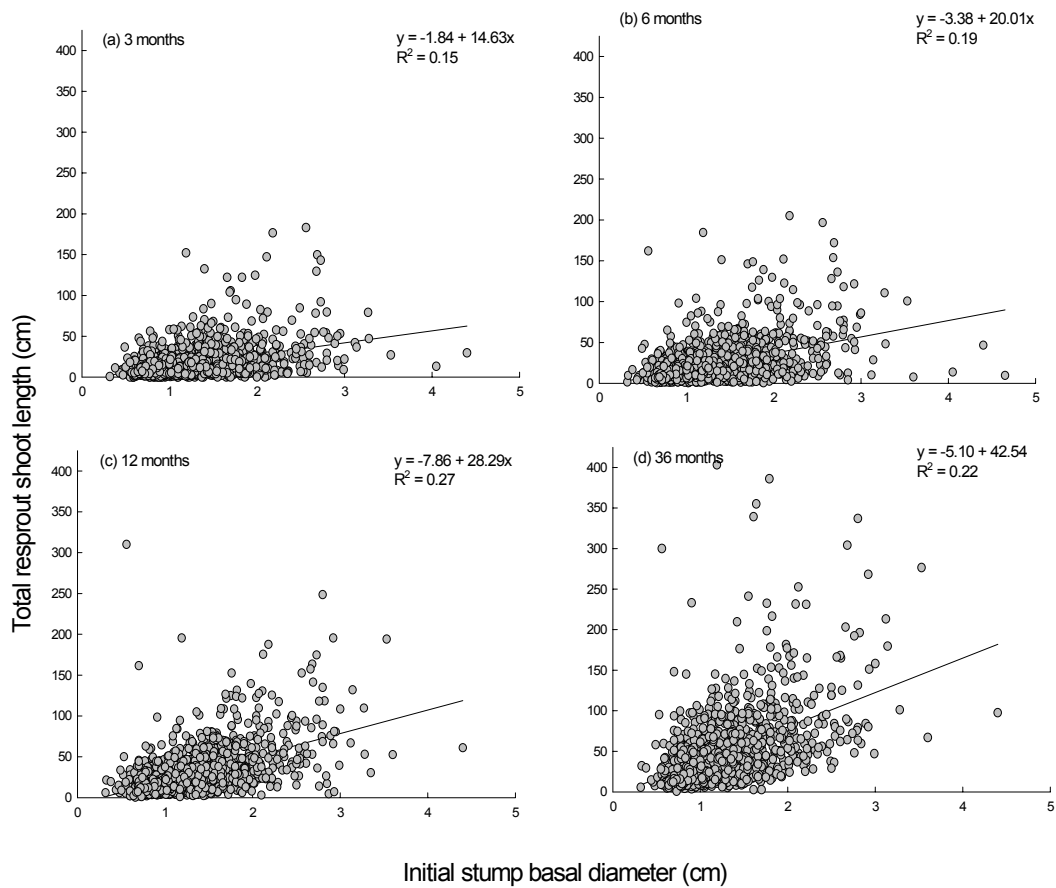 (a) 3 months
y = -1.84 + 14.63x
R² = 0.15
400
350
300
250
200
150
100
50
0
0 1 2 3 4 5
(b) 6 months
y = -3.38 + 20.01x
R² = 0.19
400
350
300
250
200
150
100
50
0
0 1 2 3 4 5
(c) 12 months
y = -7.86 + 28.29x
R² = 0.27
400
350
300
250
200
150
100
50
0
0 1 2 3 4 5
(d) 36 months
y = -5.10 + 42.54
R² = 0.22
400
350
300
250
200
150
100
50
0
0 1 2 3 4 5
Total resprout shoot length (cm)
Initial stump basal diameter (cm)